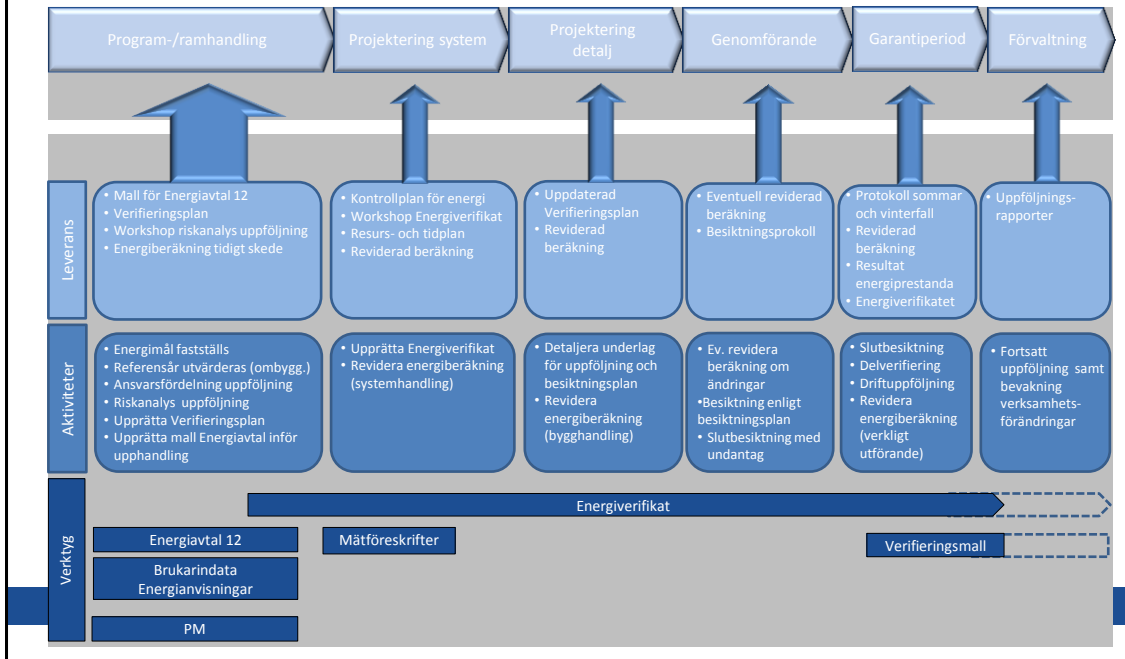 Program-/ramhandling
Projektering system
Projektering
detalj
Genomförande
Garantiperiod
Förvaltning
Leverans
• Mall för Energiavtal 12
• Verifieringsplan
• Workshop riskanalys uppföljning
• Energiberäkning tidigt skede
• Kontrollplan för energi
• Workshop Energiverifikat
• Resurs- och tidplan
• Reviderad beräkning
• Uppdaterad
Verifieringsplan
• Reviderad
beräkning
• Eventuell reviderad
beräkning
• Besiktningsprokoll
• Protokoll sommar
och vinterfall
• Reviderad
beräkning
• Resultat
energiprestanda
• Energiverifikatet
• Uppföljnings-
rapporter
Aktiviteter
• Energimål fastställs
• Referensår utvärderas (ombygg.)
• Ansvarsfördelning uppföljning
• Riskanalys uppföljning
• Upprätta Verifieringsplan
• Upprätta mall Energiavtal inför
upphandling
• Upprätta Energiverifikat
• Revidera energiberäkning
(systemhandling)
• Detaljera underlag
för uppföljning och
besiktningsplan
• Revidera
energiberäkning
(bygghandling)
• Ev. revidera
beräkning om
ändringar
•Besiktning enligt
besiktningsplan
• Slutbesiktning med
undantag
• Slutbesiktning
• Delverifiering
• Driftuppföljning
• Revidera
energiberäkning
(verkligt
utförande)
• Fortsatt
uppföljning samt
bevakning
verksamhets-
förändringar
Verktyg
Energiverifikat
Energiavtal 12
Mätföreskrifter
Verifieringsmall
Brukarindata
Energianvisningar
PM